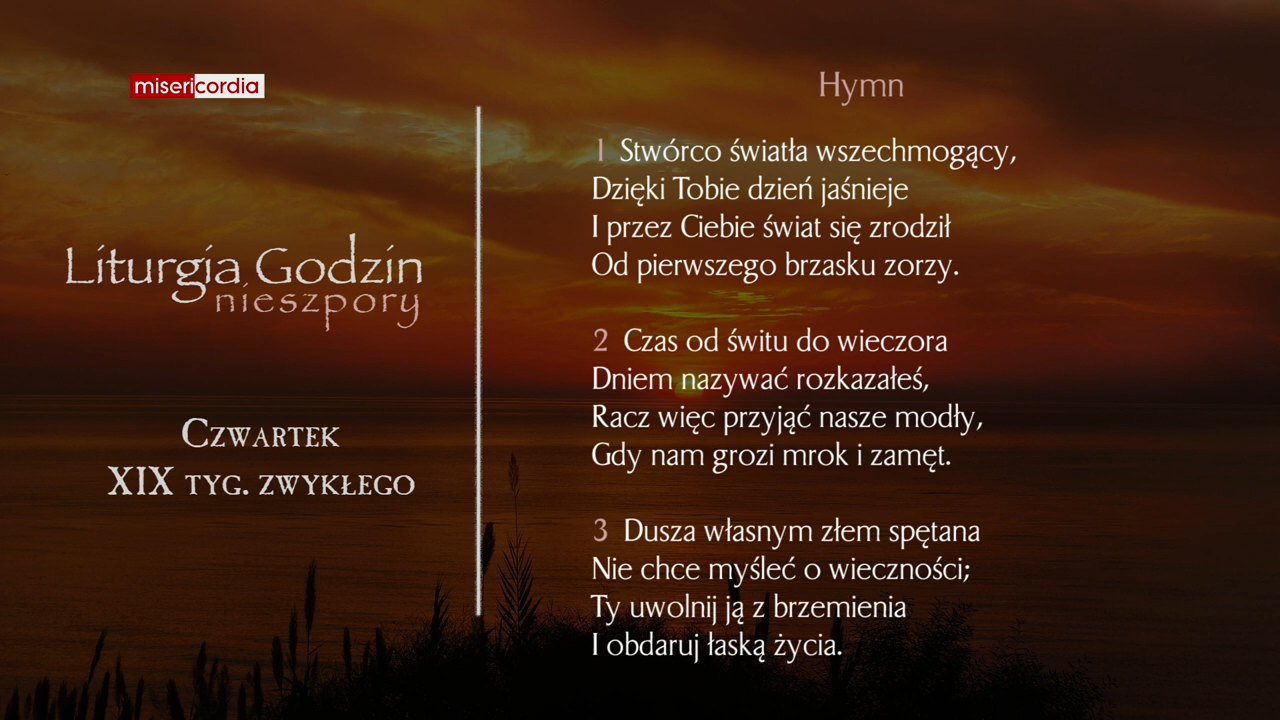 misericordia
Liturgia Godzin
nieszpory
Czwartek
XIX tyg. zwykłego
Hymn
1 Stwórco światła wszechmogący,
Dzięki Tobie dzień jaśnieje
I przez Ciebie świat się zrodził
Od pierwszego brzasku zorzy.
2 Czas od świtu do wieczora
Dniem nazywać rozkazałeś,
Racz więc przyjąć nasze modły,
Gdy nam grozi mrok i zamęt.
3 Dusza własnym złem spętana
Nie chce myśleć o wieczności;
Ty uwolnij ją z brzemienia
I obdaruj łaską życia.